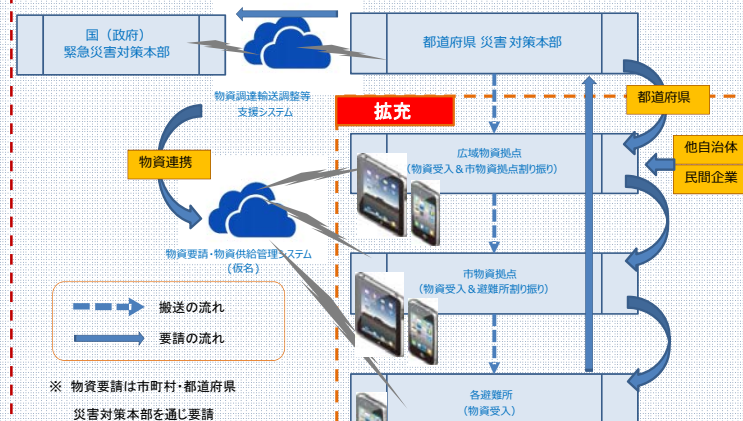 国（政府）
緊急災害対策本部
都道府県 災害対策本部
物資調達輸送調整等
支援システム
拡充
都道府県
物資連携
広域物資拠点
（物資受入＆市物資拠点割り振り）
他自治体
民間企業
物資要請・物資供給管理システム
（仮名）
市物資拠点
（物資受入＆避難所割り振り）
搬送の流れ
要請の流れ
※ 物資要請は市町村・都道府県
災害対策本部を通じ要請
各避難所
（物資受入）